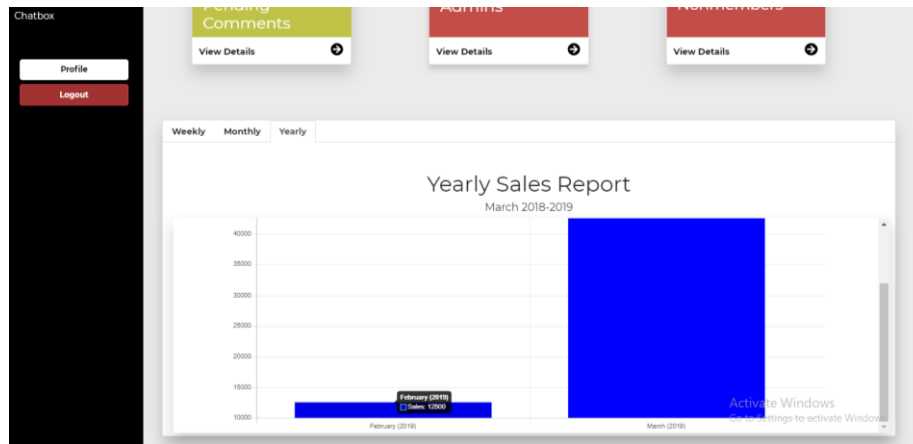 Chatbox
Profile
Logout
Pending
Comments
View Details
Admins
View Details
Nonmembers
View Details
Weekly Monthly Yearly
Yearly Sales Report
March 2018-2019
40000
35000
30000
25000
20000
15000
10000
February (2019)
Sales: 12500
February (2019) March (2019)
Activate Windows
Go to Settings to activate Windows